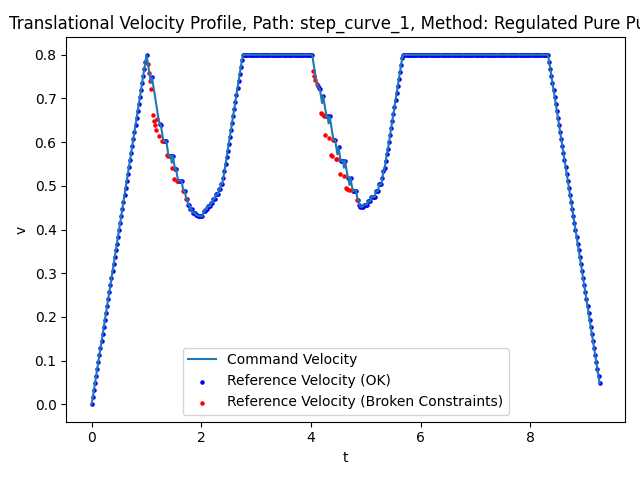 Translational Velocity Profile, Path: step_curve_1, Method: Regulated Pure Pu
0.8
0.7
0.6
0.5
0.4
0.3
0.2
0.1
0.0
v
Command Velocity
Reference Velocity (OK)
Reference Velocity (Broken Constraints)
0 2 4 6 8
t